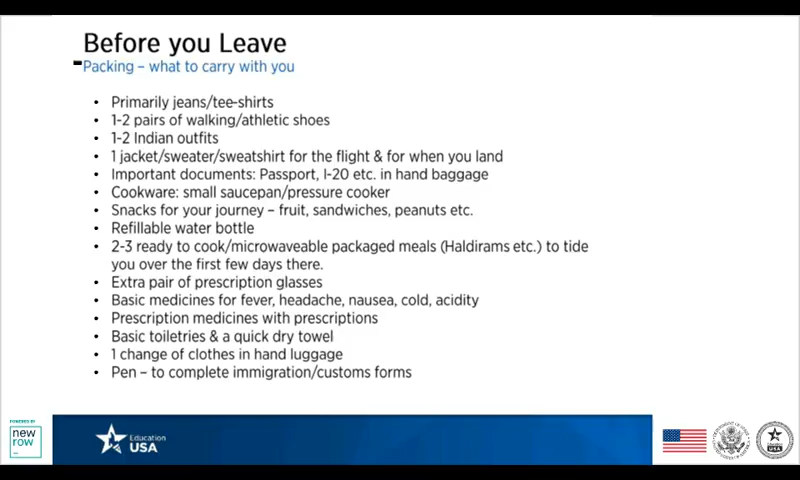 Before you Leave
Packing – what to carry with you
• Primarily jeans/tee-shirts
• 1-2 pairs of walking/athletic shoes
• 1-2 Indian outfits
• 1 jacket/sweater/sweatshirt for the flight & for when you land
• Important documents: Passport, I-20 etc. in hand baggage
• Cookware: small saucepan/pressure cooker
• Snacks for your journey – fruit, sandwiches, peanuts etc.
• Refillable water bottle
• 2-3 ready to cook/microwaveable packaged meals (Haldirams etc.) to tide
you over the first few days there.
• Extra pair of prescription glasses
• Basic medicines for fever, headache, nausea, cold, acidity
• Prescription medicines with prescriptions
• Basic toiletries & a quick dry towel
• 1 change of clothes in hand luggage
• Pen – to complete immigration/customs forms
POWERED BY
new
row
Education
USA